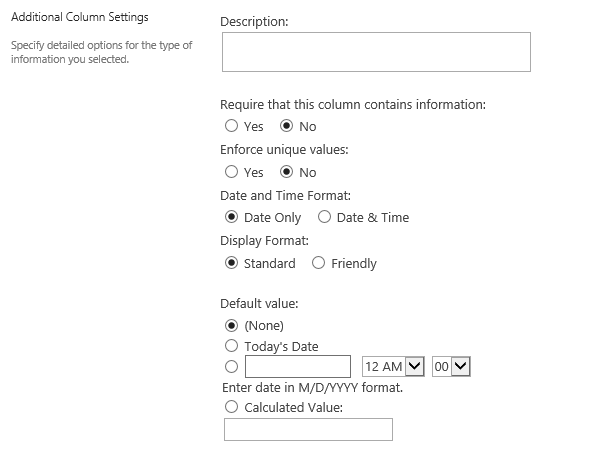 Additional Column Settings
Specify detailed options for the type of
information you selected.
Description:
Require that this column contains information:
Yes No
Enforce unique values:
Yes No
Date and Time Format:
Date Only Date & Time
Display Format:
Standard Friendly
Default value:
(None)
Today's Date
12 AM 00
Enter date in M/D/YYYY format.
Calculated Value: